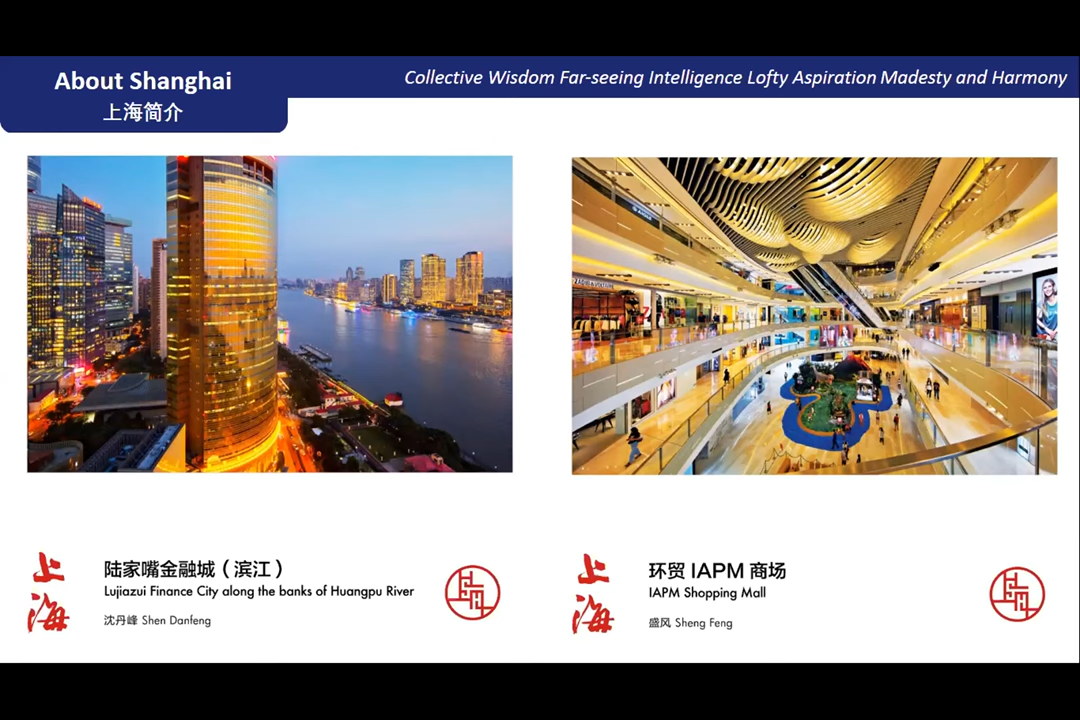 About Shanghai
上海简介
Collective Wisdom Far-seeing Intelligence Lofty Aspiration Madesty and Harmony
上海
陆家嘴金融城（滨江）
Lujiazui Finance City along the banks of Huangpu River
沈丹峰 Shen Danfeng
上海
环贸 IAPM 商场
IAPM Shopping Mall
盛风 Sheng Feng